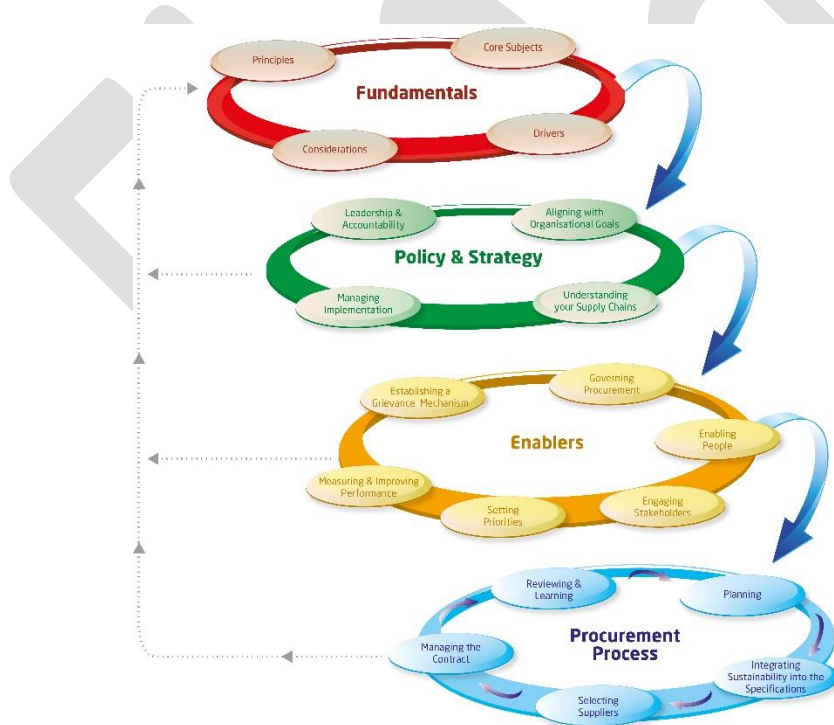 Principles
Core Subjects
Fundamentals
Considerations
Drivers
Leadership &
Accountability
Aligning with
Organisational Goals
Policy & Strategy
Managing
Implementation
Understanding
your Supply Chains
Establishing a
Grievance Mechanism
Governing
Procurement
Enablers
Enabling
People
Measuring & Improving
Performance
Setting
Priorities
Engaging
Stakeholders
Reviewing &
Learning
Planning
Procurement
Process
Managing the
Contract
Integrating
Sustainability into the
Specifications
Selecting
Suppliers